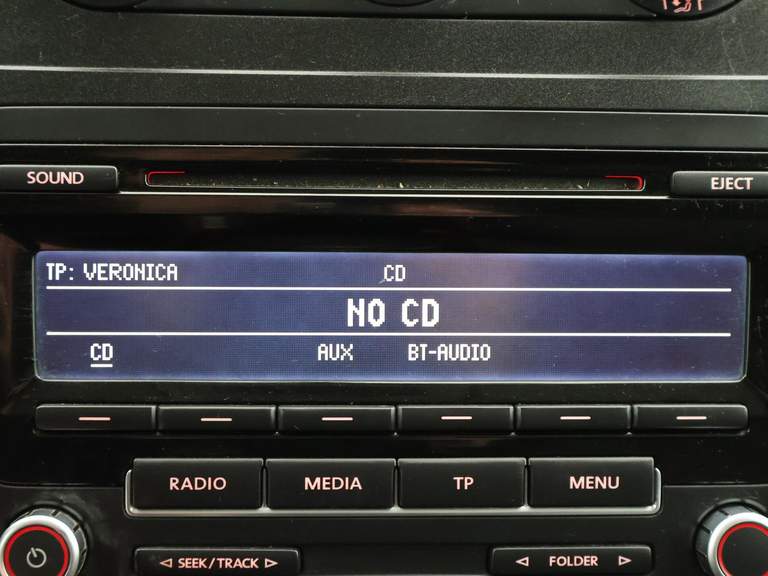 SOUND
EJECT
TP: VERONICA CD
NO CD
CD AUX BT-AUDIO
RADIO MEDIA TP MENU
SEEK/TRACK FOLDER